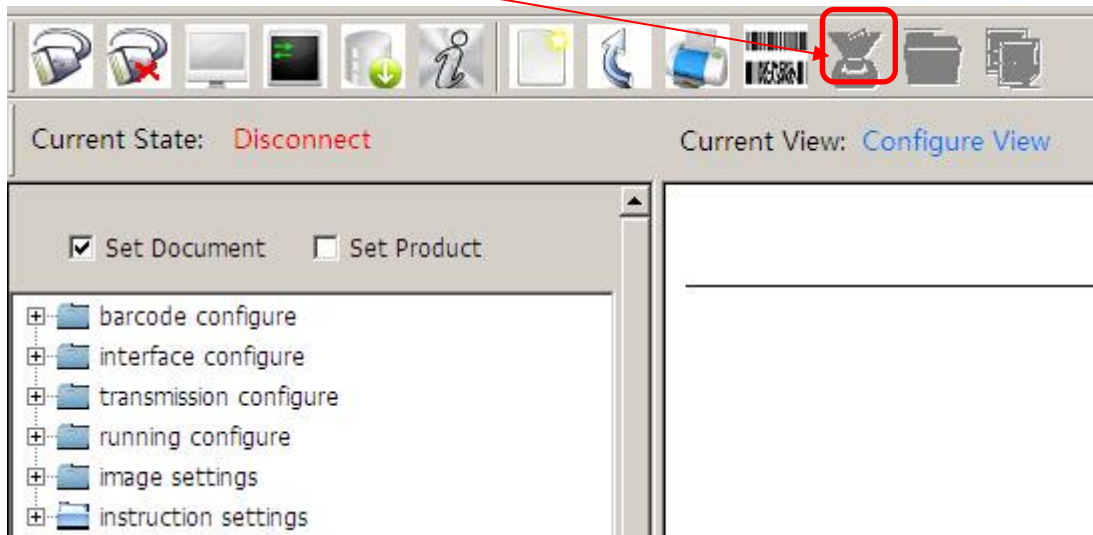 Current State: Disconnect
Current View: Configure View
Set Document
Set Product
barcode configure
interface configure
transmission configure
running configure
image settings
instruction settings